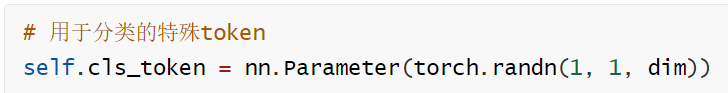 # 用于分类的特殊token
self.cls_token = nn.Parameter(torch.randn(1, 1, dim))